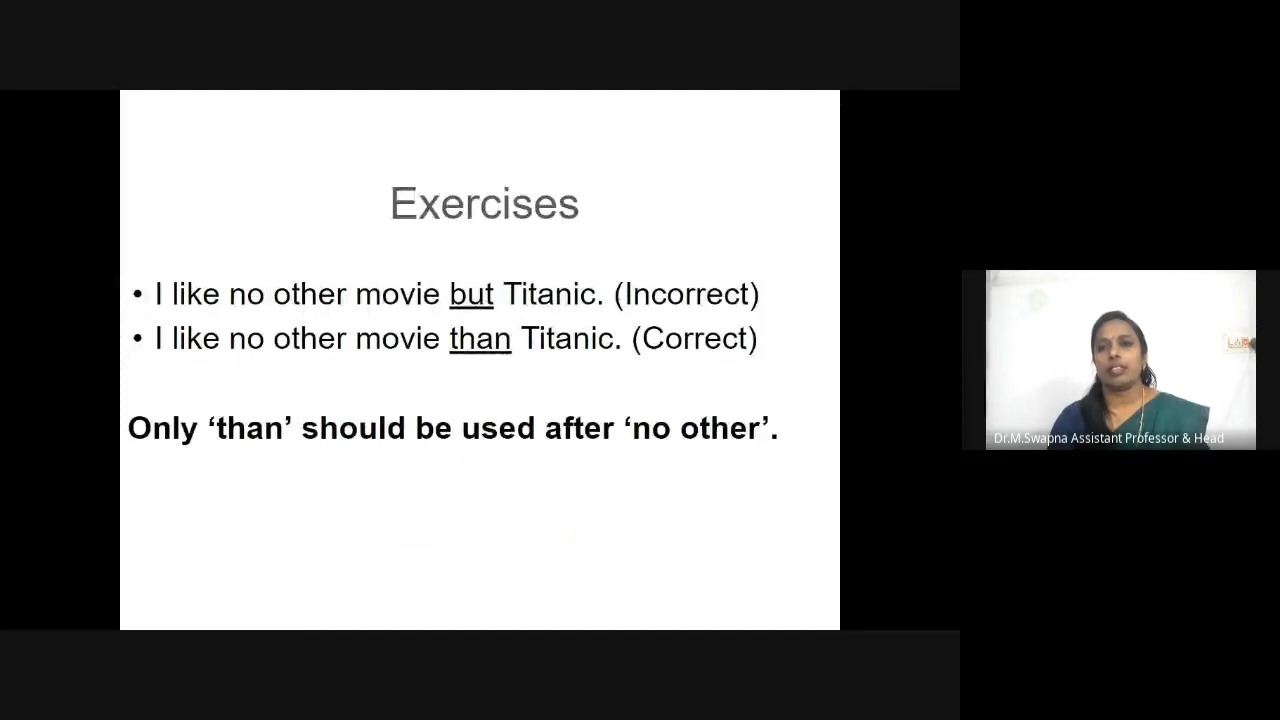 Exercises
• I like no other movie but Titanic. (Incorrect)
• I like no other movie than Titanic. (Correct)
Only ‘than’ should be used after ‘no other’.
Dr.M.Swapna Assistant Professor & Head